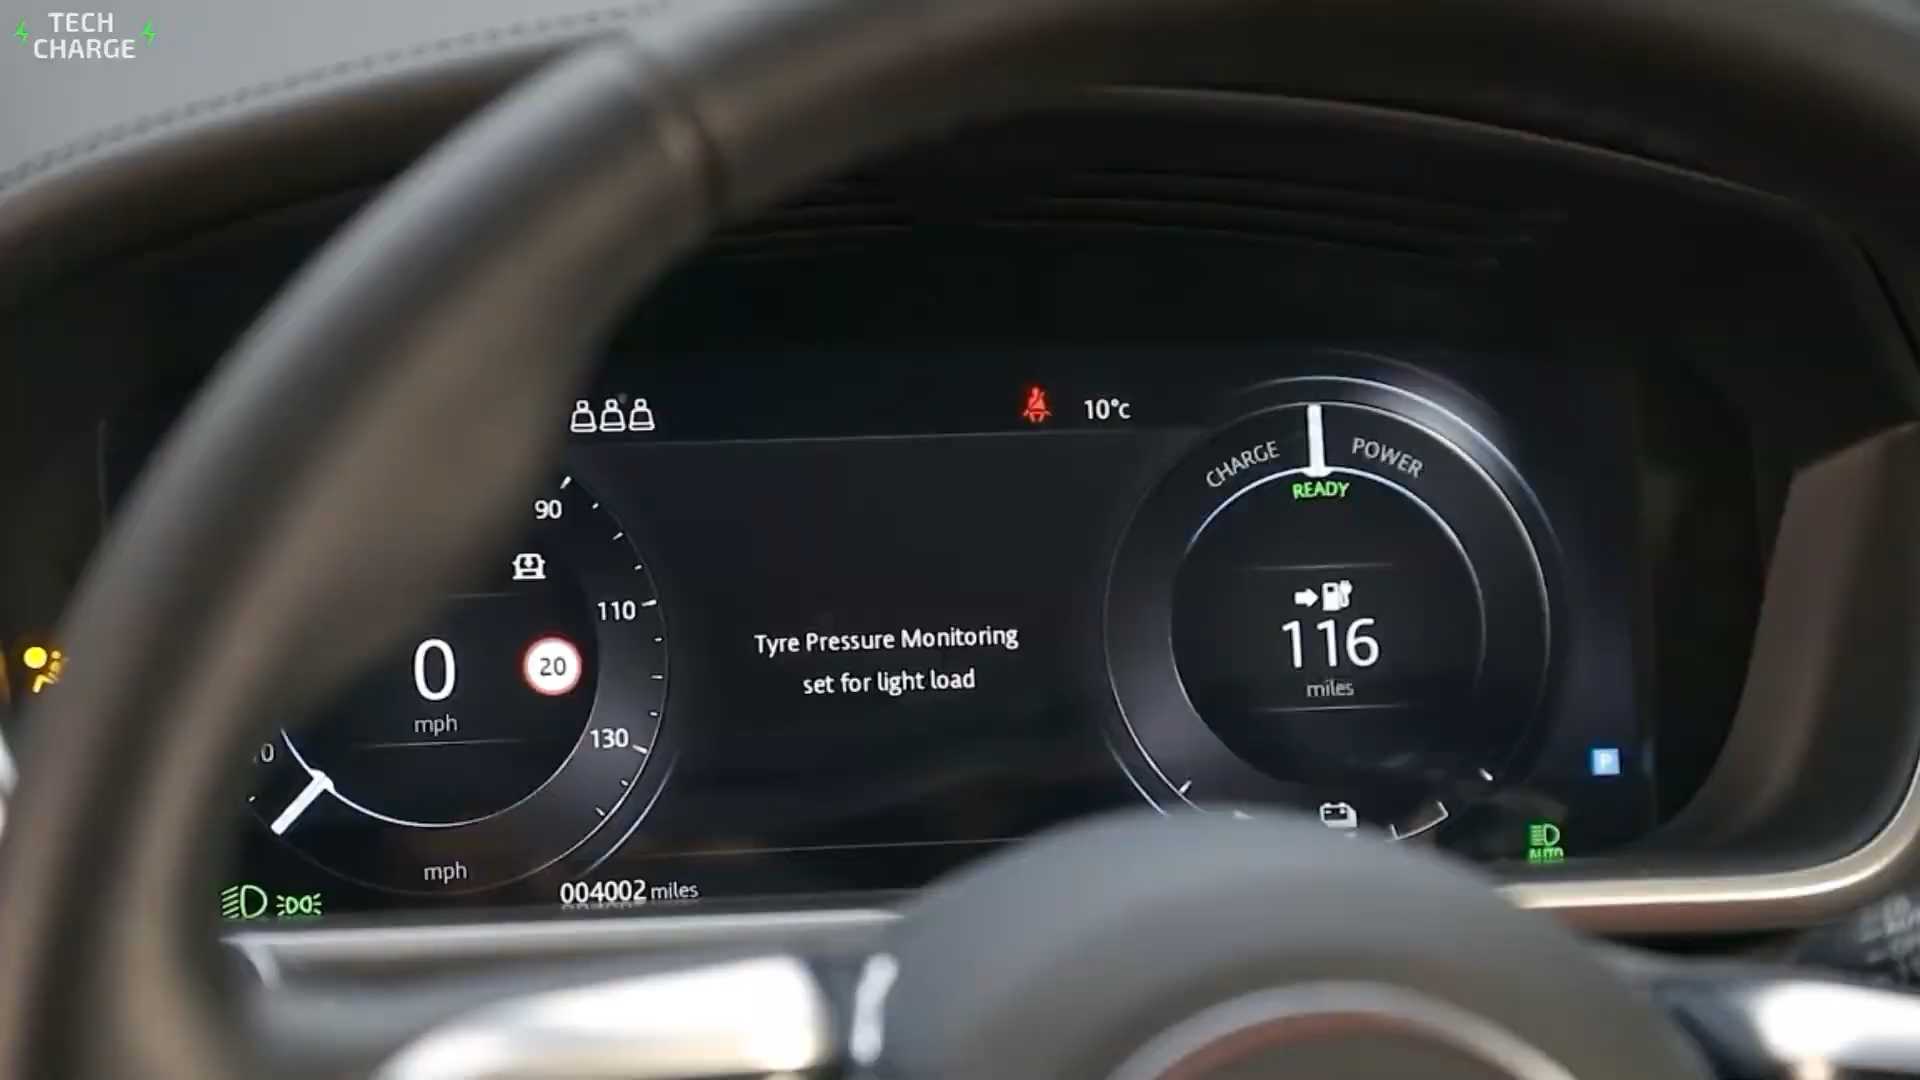 TECH
CHARGE
10°c
90
110
130
0
mph
20
mph
004002 miles
Tyre Pressure Monitoring
set for light load
CHARGE
POWER
READY
116
miles
P
AUTO